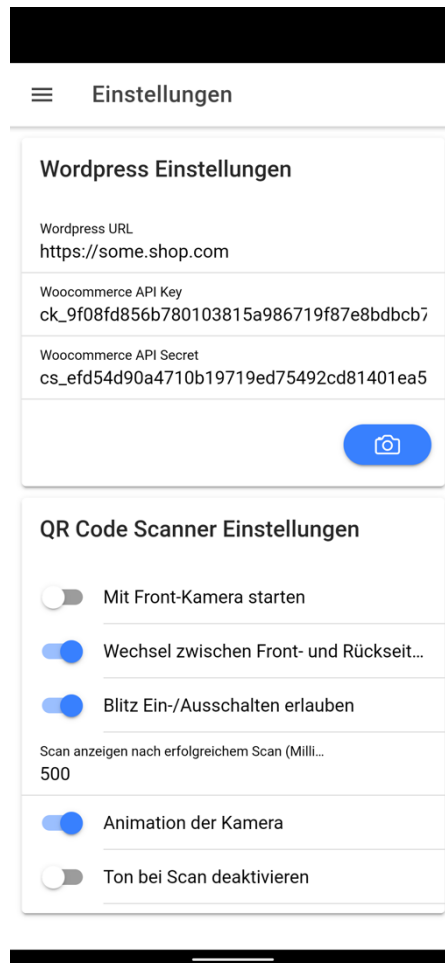 Einstellungen
Wordpress Einstellungen
Wordpress URL
https://some.shop.com
Woocommerce API Key
ck_9f08fd856b780103815a986719f87e8bdbcb7
Woocommerce API Secret
cs_efd54d90a4710b19719ed75492cd81401ea5
QR Code Scanner Einstellungen
Mit Front-Kamera starten
Wechsel zwischen Front- und Rückseit...
Blitz Ein-/Ausschalten erlauben
Scan anzeigen nach erfolgreichem Scan (Milli...
500
Animation der Kamera
Ton bei Scan deaktivieren